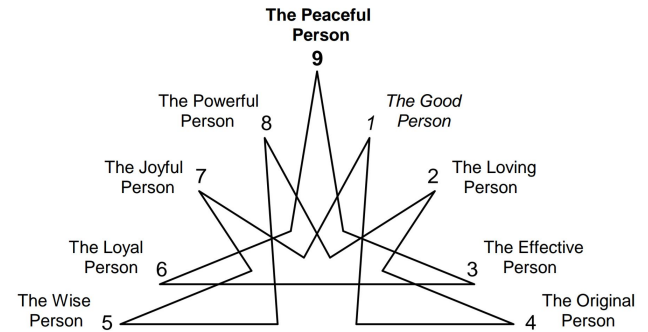 The Peaceful
Person
9
The Powerful
Person
8
The Good
Person
1
The Joyful
Person
7
The Loving
Person
2
The Loyal
Person
6
The Effective
Person
3
The Wise
Person
5
The Original
Person
4